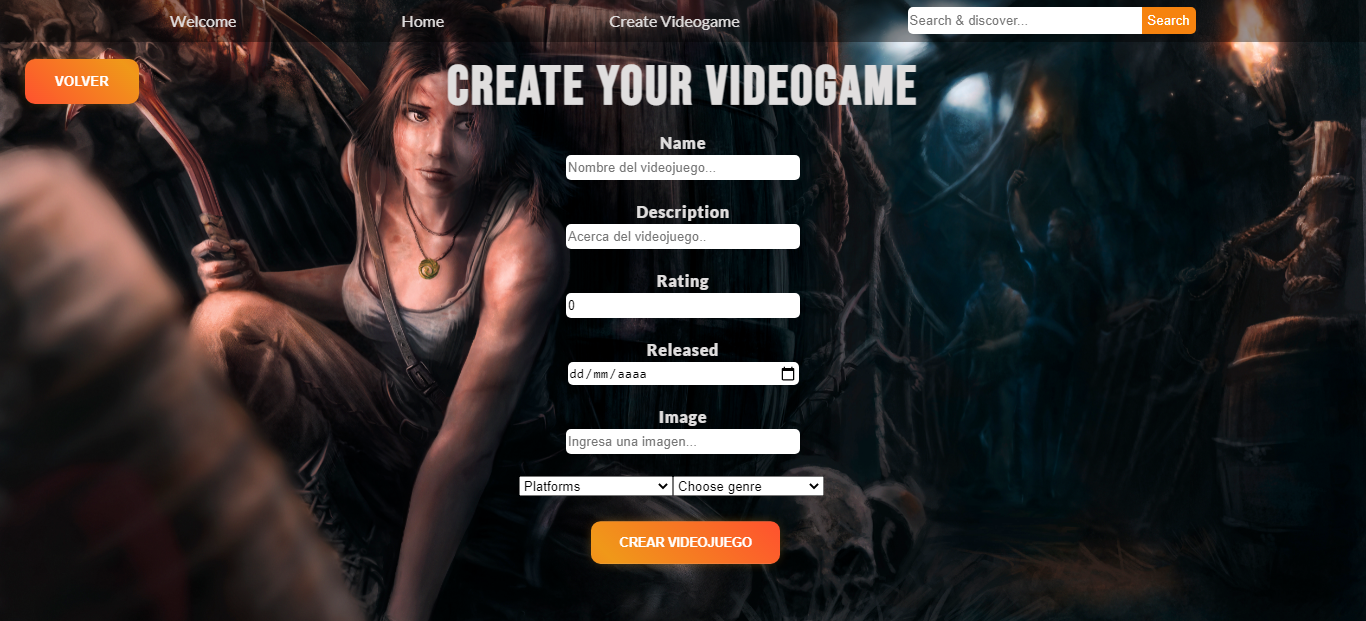 Welcome Home Create Videogame Search & discover... Search
VOLVER
CREATE YOUR VIDEOGAME
Name
Nombre del videojuego...
Description
Acerca del videojuego..
Rating
0
Released
dd/mm/aaaa
Image
Ingresa una imagen...
Platforms Choose genre
CREAR VIDEOJUEGO